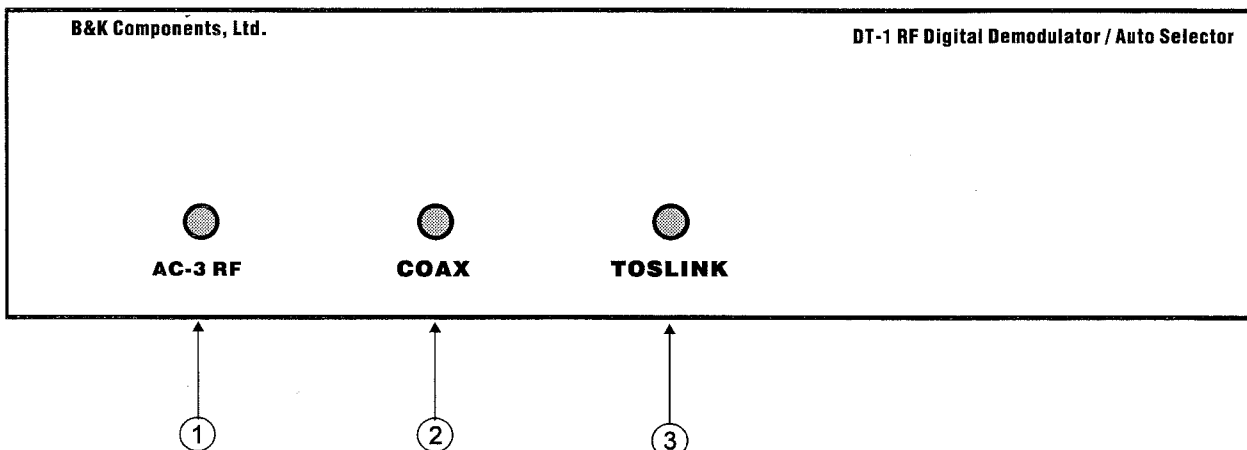 B&K Components, Ltd.
DT-1 RF Digital Demodulator / Auto Selector
AC-3 RF
COAX
TOSLINK
1
2
3